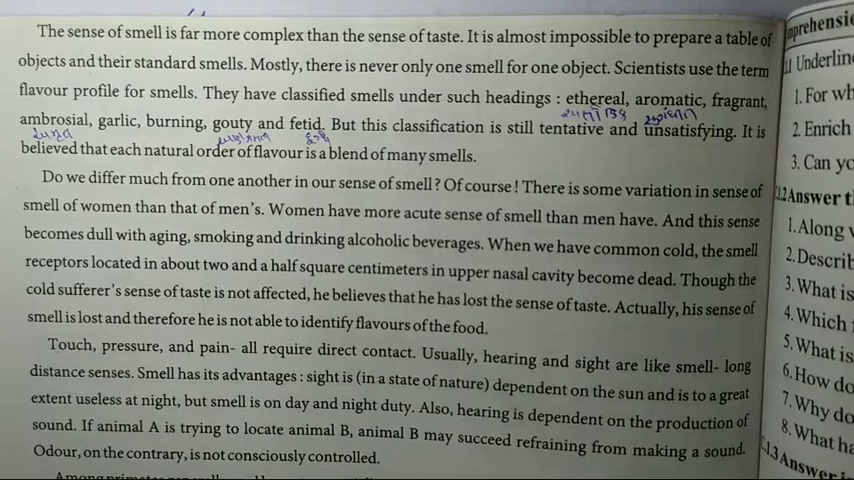 The sense of smell is far more complex than the sense of taste. It is almost impossible to prepare a table of
objects and their standard smells. Mostly, there is never only one smell for one object. Scientists use the term
flavour profile for smells. They have classified smells under such headings : ethereal, aromatic, fragrant,
ambrosial, garlic, burning, gouty and fetid. But this classification is still tentative and unsatisfying. It is
believed that each natural order of flavour is a blend of many smells.
Do we differ much from one another in our sense of smell? Of course! There is some variation in sense of
smell of women than that of men's. Women have more acute sense of smell than men have. And this sense
becomes dull with aging, smoking and drinking alcoholic beverages. When we have common cold, the smell
receptors located in about two and a half square centimeters in upper nasal cavity become dead. Though the
cold sufferer's sense of taste is not affected, he believes that he has lost the sense of taste. Actually, his sense of
smell is lost and therefore he is not able to identify flavours of the food.
Touch, pressure, and pain- all require direct contact. Usually, hearing and sight are like smell- long
distance senses. Smell has its advantages : sight is (in a state of nature) dependent on the sun and is to a great
extent useless at night, but smell is on day and night duty. Also, hearing is dependent on the production of
sound. If animal A is trying to locate animal B, animal B may succeed refraining from making a sound.
Odour, on the contrary, is not consciously controlled.
Among primates
1. For
2. Enrich
3. Can
2 Answer
1. Along
2.
3. What is
4. Which
5. What is
6. How do
7. Why do
8. What
3 Answer